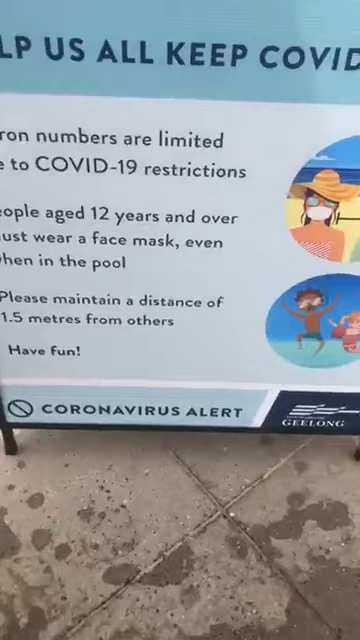 LP US ALL KEEP COVID
ron numbers are limited
e to COVID-19 restrictions
eople aged 12 years and over
ust wear a face mask, even
hen in the pool
Please maintain a distance of
1.5 metres from others
Have fun!
CORONAVIRUS ALERT
GEELONG